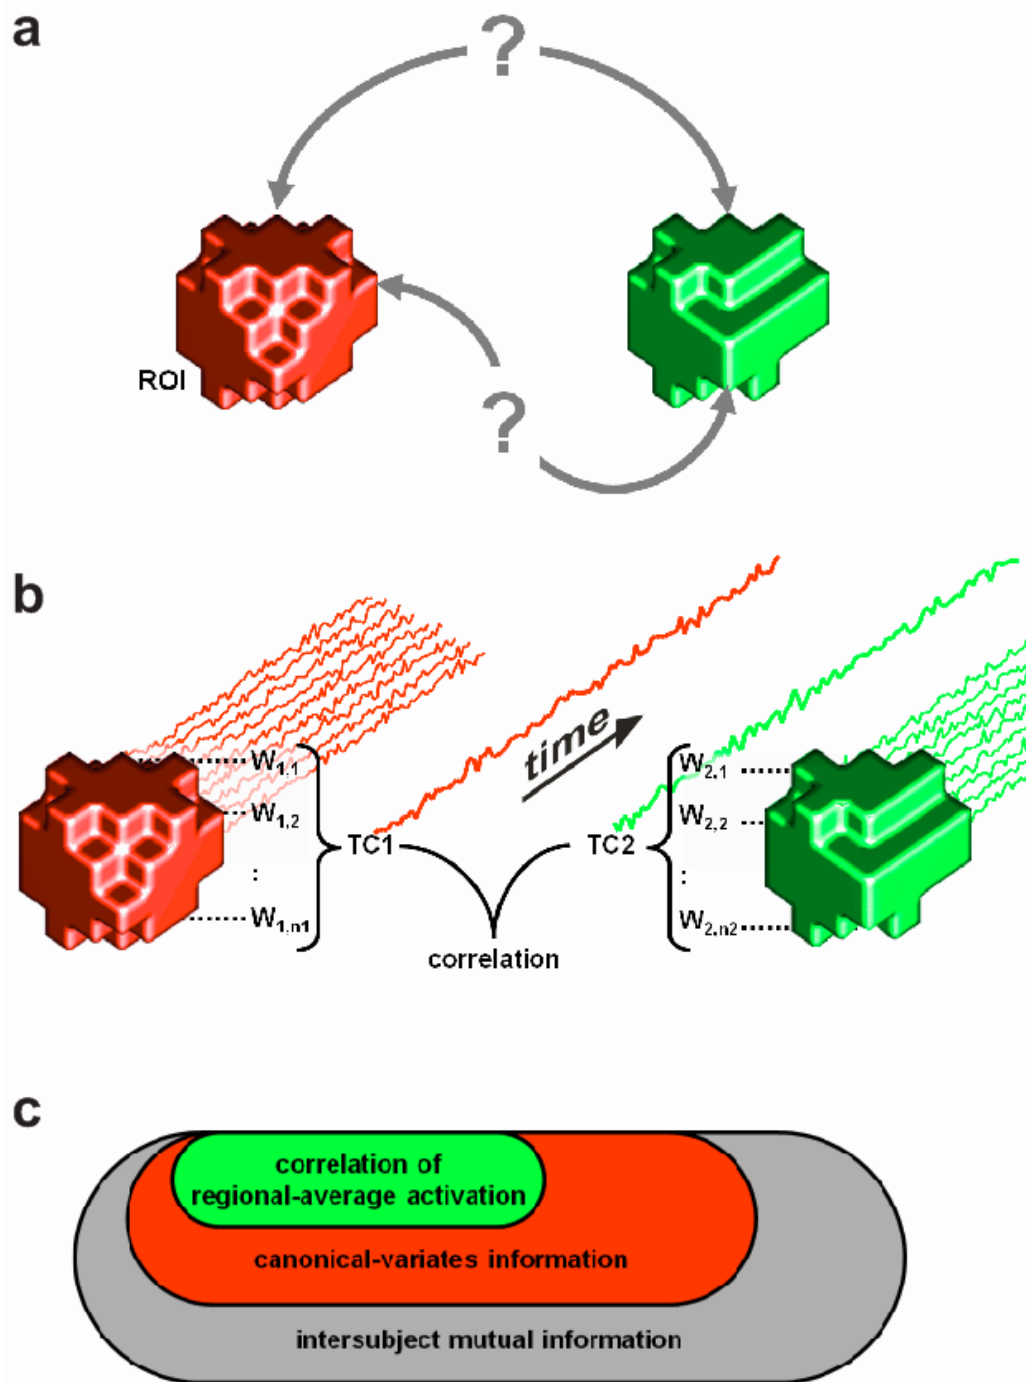 a
?
ROI
?
b
time
W1,1
W2,1
W1,2
W2,2
TC1
TC2
:
:
W1,n1
W2,n2
correlation
c
correlation of
regional-average activation
canonical-variates information
intersubject mutual information